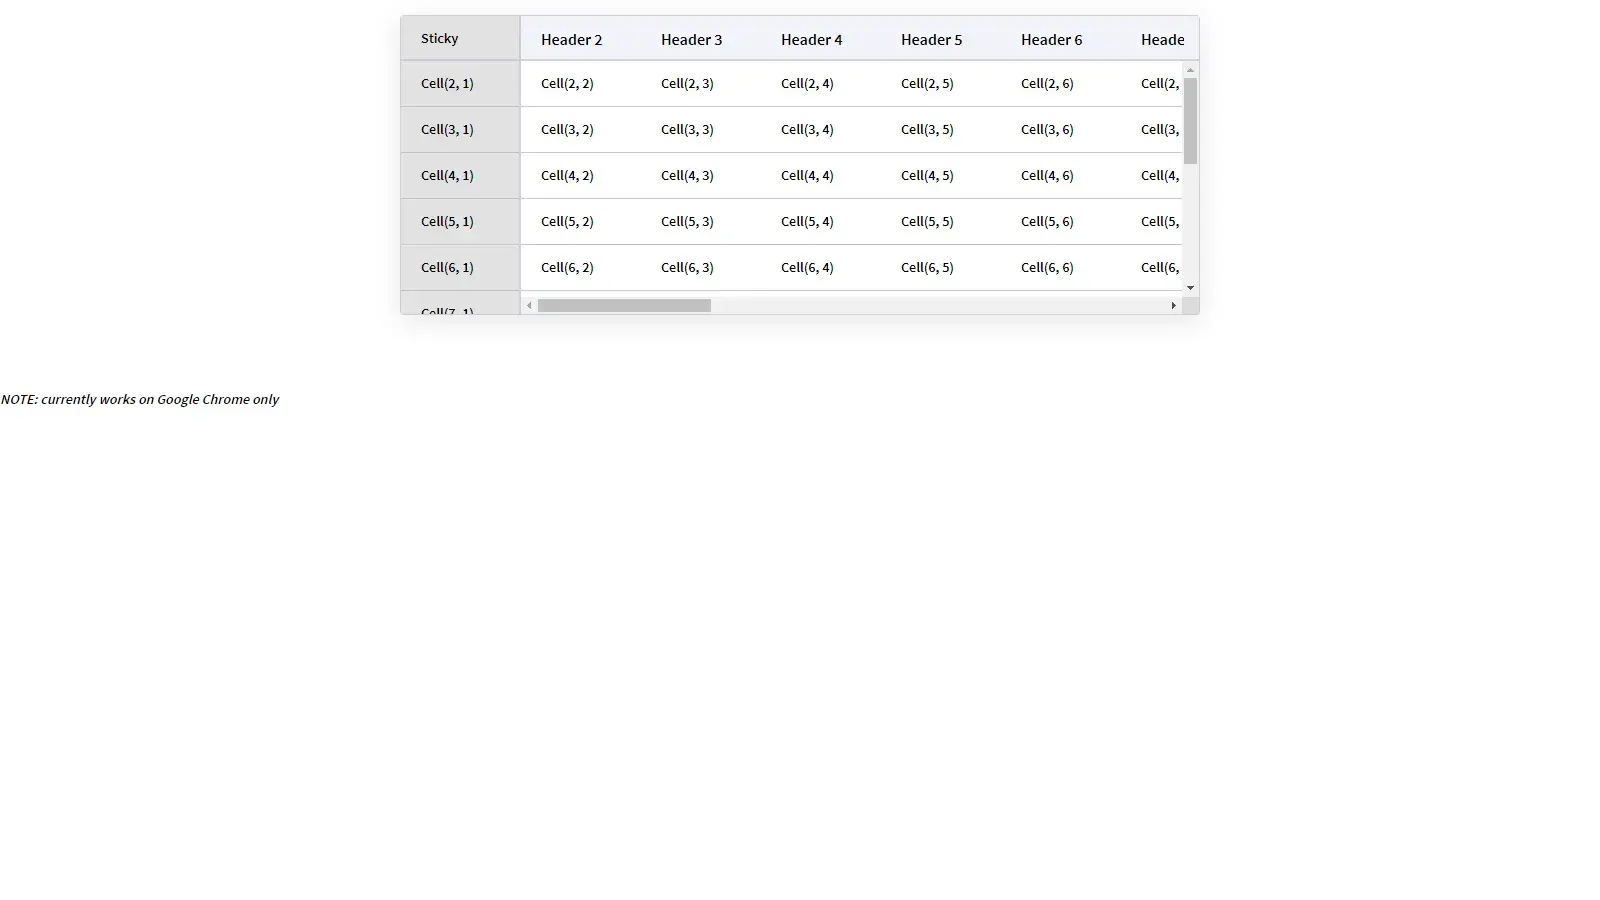 Sticky Header 2 Header 3 Header 4 Header 5 Header 6 Heade
Cell(2, 1) Cell(2, 2) Cell(2, 3) Cell(2, 4) Cell(2, 5) Cell(2, 6) Cell(2,
Cell(3, 1) Cell(3, 2) Cell(3, 3) Cell(3, 4) Cell(3, 5) Cell(3, 6) Cell(3,
Cell(4, 1) Cell(4, 2) Cell(4, 3) Cell(4, 4) Cell(4, 5) Cell(4, 6) Cell(4,
Cell(5, 1) Cell(5, 2) Cell(5, 3) Cell(5, 4) Cell(5, 5) Cell(5, 6) Cell(5,
Cell(6, 1) Cell(6, 2) Cell(6, 3) Cell(6, 4) Cell(6, 5) Cell(6, 6) Cell(6,
Cell(7, 1)
NOTE: currently works on Google Chrome only